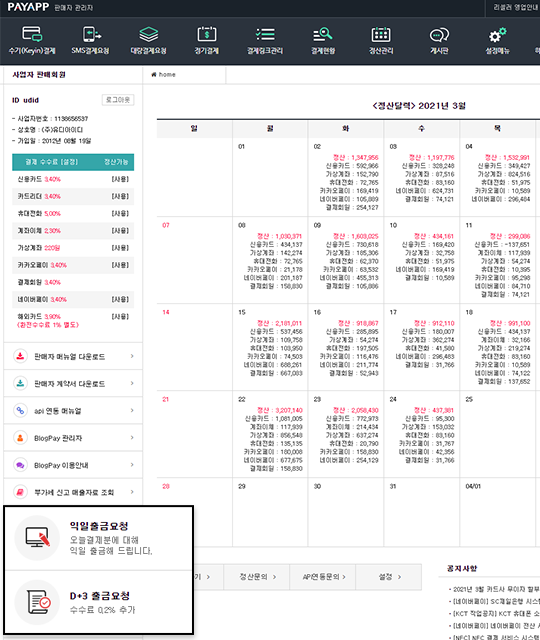 PAYAPP 판매자 관리자
리셀러 영업안내
수기(Keyin)결제 SMS결제요청 대량결제요청 정기결제 결제링크관리 결제현황 정산관리 게시판 설정메뉴
사업자 판매회원
home
ID udid 로그아웃
- 사업자번호 : 1138656537
- 상호명 : (주)유디아이디
- 가입일 : 2012년 08월 19일
결제 수수료 [설정] 정산가능
신용카드 3,40% [사용]
카드리더 3,40% [사용]
휴대전화 5,00% [사용]
계좌이체 2,30% [사용]
가상계좌 220원 [사용]
카카오페이 3,40% [사용]
결제회원 3,40%
네이버페이 3,40% [사용]
해외카드 3,90% [사용]
(환전수수료 1% 별도)
판매자 메뉴얼 다운로드
판매자 계약서 다운로드
api 연동 메뉴얼
BlogPay 관리자
BlogPay 이용안내
부가세 신고 매출자료 조회
익일출금요청
오늘결제분에 대해
익일 출금해 드립니다.
D+3 출금요청
수수료 0,2% 추가
<정산달력> 2021년 3월
일 월 화 수 목
01
02
정산 : 1,347,956
신용카드 : 592,966
가상계좌 : 152,790
휴대전화 : 72,765
카카오페이 : 169,419
네이버페이 : 105,889
결제회원 : 254,127
03
정산 : 1,197,776
신용카드 : 328,248
가상계좌 : 87,516
휴대전화 : 83,160
네이버페이 : 624,731
결제회원 : 74,121
04
정산 : 1,532,991
신용카드 : 349,427
가상계좌 : 824,516
휴대전화 : 51,975
카카오페이 : 10,589
네이버페이 : 296,484
07
08
정산 : 1,030,371
신용카드 : 434,137
가상계좌 : 142,274
휴대전화 : 72,765
카카오페이 : 21,178
네이버페이 : 201,187
결제회원 : 158,830
09
정산 : 1,603,025
신용카드 : 730,618
가상계좌 : 185,306
휴대전화 : 62,370
카카오페이 : 63,532
네이버페이 : 455,313
결제회원 : 105,886
10
정산 : 434,161
신용카드 : 169,420
가상계좌 : 32,758
휴대전화 : 51,975
네이버페이 : 169,419
결제회원 : 10,589
11
정산 : 299,086
신용카드 : -137,651
계좌이체 : 117,939
가상계좌 : 54,274
휴대전화 : 10,395
카카오페이 : 95,298
네이버페이 : 84,710
결제회원 : 74,121
14
15
정산 : 2,181,011
신용카드 : 537,456
가상계좌 : 109,758
휴대전화 : 103,950
카카오페이 : 74,503
네이버페이 : 688,261
결제회원 : 667,083
16
정산 : 918,867
신용카드 : 285,895
가상계좌 : 54,274
휴대전화 : 197,505
카카오페이 : 116,476
네이버페이 : 211,774
결제회원 : 52,943
17
정산 : 912,110
신용카드 : 180,007
가상계좌 : 362,274
휴대전화 : 41,580
네이버페이 : 296,483
결제회원 : 31,766
18
정산 : 991,100
신용카드 : 434,137
계좌이체 : 32,166
가상계좌 : 219,274
휴대전화 : 83,160
카카오페이 : 10,589
네이버페이 : 74,122
결제회원 : 137,652
21
22
정산 : 3,207,140
신용카드 : 1,081,005
계좌이체 : 117,939
가상계좌 : 856,548
휴대전화 : 135,135
카카오페이 : 180,008
네이버페이 : 677,675
결제회원 : 158,830
23
정산 : 2,058,430
신용카드 : 772,973
계좌이체 : 214,434
가상계좌 : 637,274
휴대전화 : 20,790
카카오페이 : 158,830
네이버페이 : 254,129
24
정산 : 437,381
신용카드 : 95,300
가상계좌 : 153,032
휴대전화 : 83,160
카카오페이 : 31,767
네이버페이 : 42,356
결제회원 : 31,766
25
28 29 30 31 04/01
기 > 정산문의 > API연동문의 > 설정 >
공지사항
- 2021년 3월 카드사 무이자 할부
- [네이버페이] SC제일은행 시스템
- [KCT 작업공지] KCT 휴대폰 소
- [네이버페이] 네이버페이 전산 시